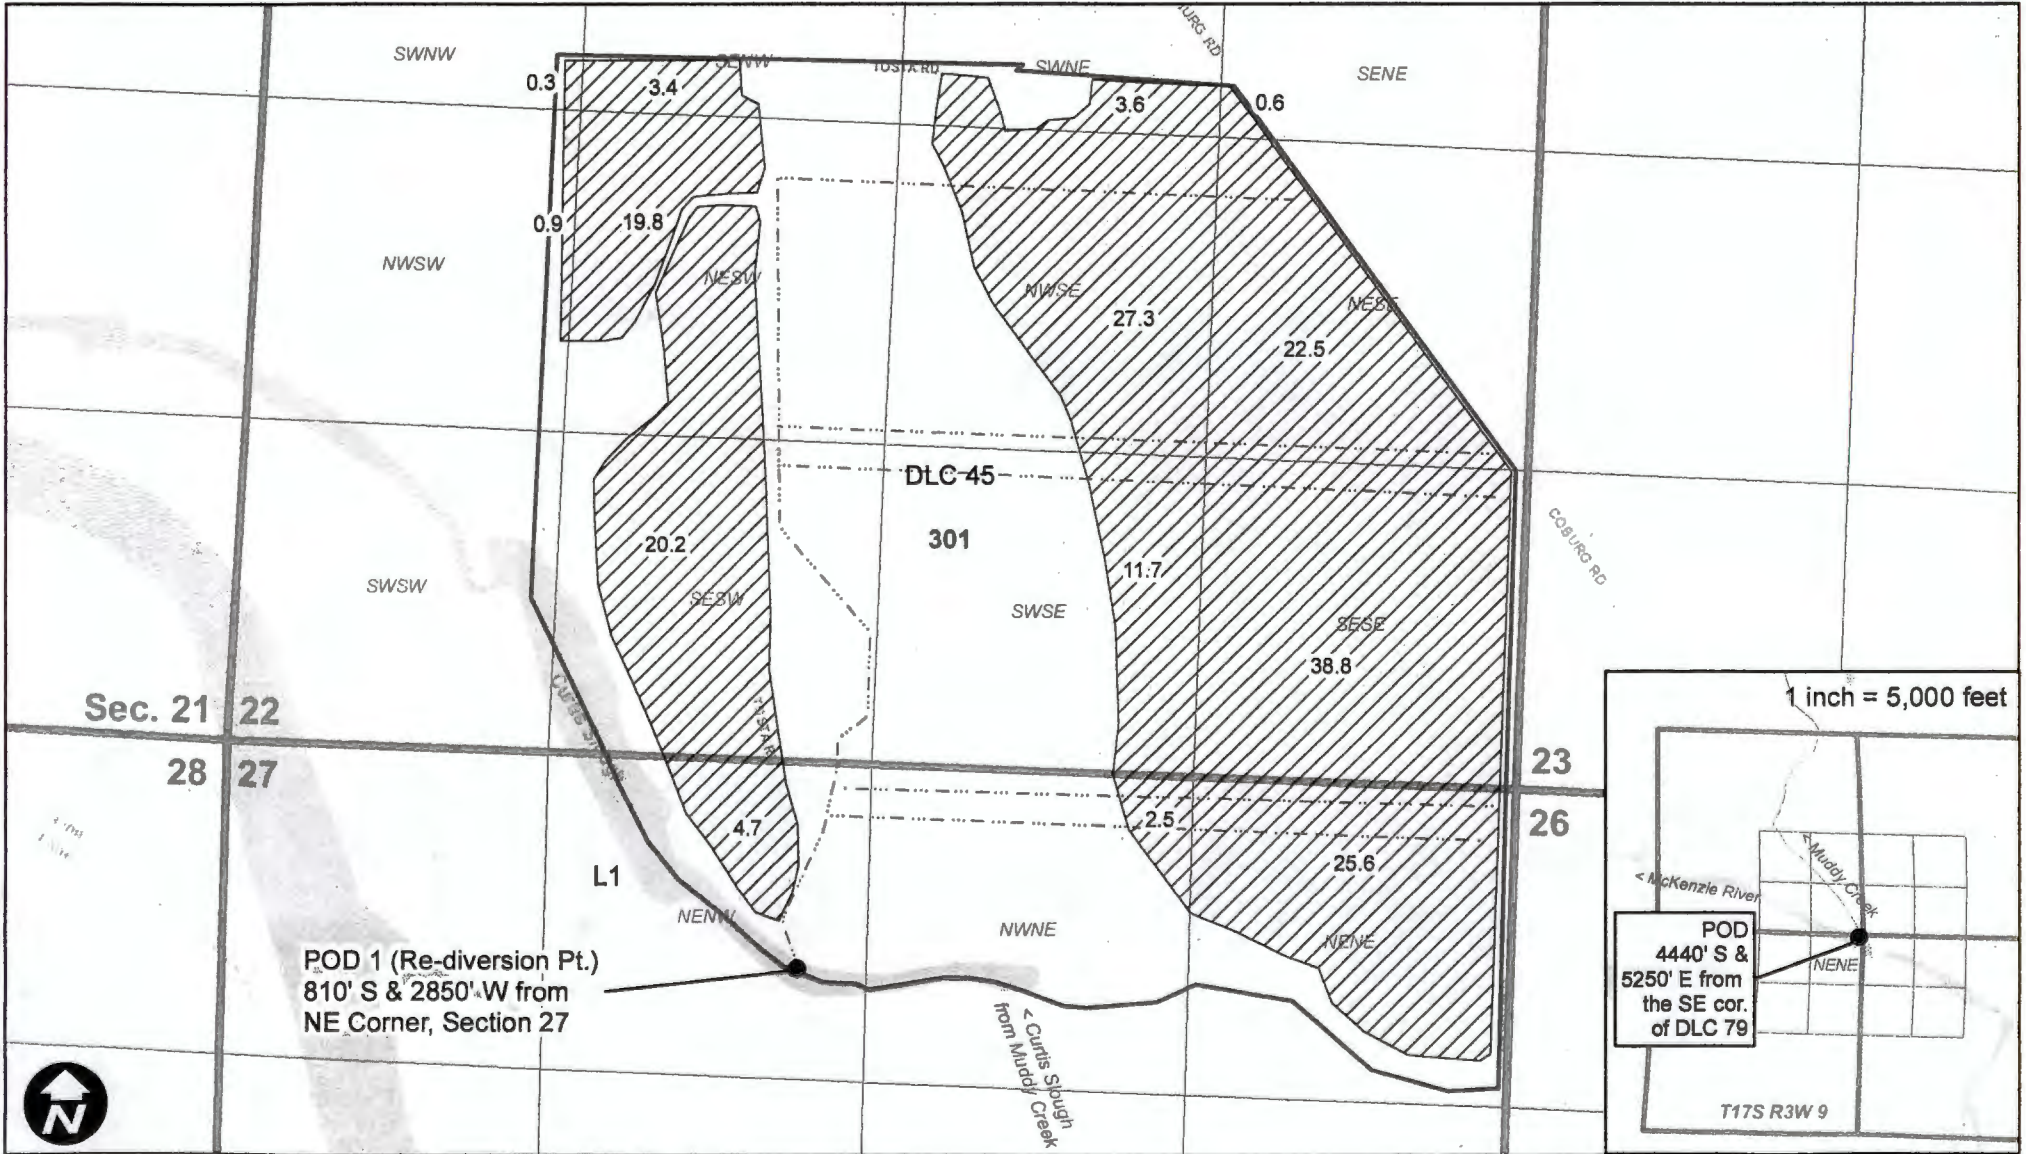 SWNW
SENW
TOSTA RD
SWNE
SENE
0.3
3.4
3.6
0.6
0.9
19.8
NWSW
NESW
NWSE
27.3
NESE
22.5
DLC 45
301
20.2
11.7
COBURG RD
SWSW
SESW
SWSE
SESE
38.8
Sec. 21
22
28
27
23
26
4.7
2.5
25.6
L1
NENW
NWNE
NENE
POD 1 (Re-diversion Pt.)
810' S & 2850' W from
NE Corner, Section 27
< Curtis Slough
from Muddy Creek
N
1 inch = 5,000 feet
< Muddy Creek
< McKenzie River
POD
4440' S &
5250' E from
the SE cor.
of DLC 79
NENE
T17S R3W 9